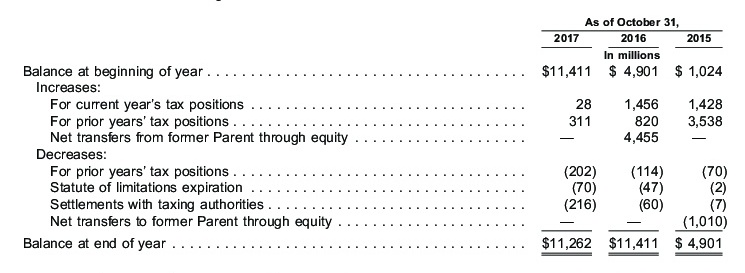 As of October 31,
2017 2016 2015
In millions
Balance at beginning of year . . . . . . . . . . . . . . . . . . . . . . . . . . . . . . . . . . . . . $11,411 $ 4,901 $ 1,024
Increases:
For current year's tax positions . . . . . . . . . . . . . . . . . . . . . . . . . . . . . . . . 28 1,456 1,428
For prior years' tax positions . . . . . . . . . . . . . . . . . . . . . . . . . . . . . . . . . . 311 820 3,538
Net transfers from former Parent through equity . . . . . . . . . . . . . . . . . . . . — 4,455 —
Decreases:
For prior years' tax positions . . . . . . . . . . . . . . . . . . . . . . . . . . . . . . . . . . (202) (114) (70)
Statute of limitations expiration . . . . . . . . . . . . . . . . . . . . . . . . . . . . . . . . (70) (47) (2)
Settlements with taxing authorities . . . . . . . . . . . . . . . . . . . . . . . . . . . . . . (216) (60) (7)
Net transfers to former Parent through equity . . . . . . . . . . . . . . . . . . . . . . — — (1,010)
Balance at end of year . . . . . . . . . . . . . . . . . . . . . . . . . . . . . . . . . . . . . . . . . $11,262 $11,411 $ 4,901